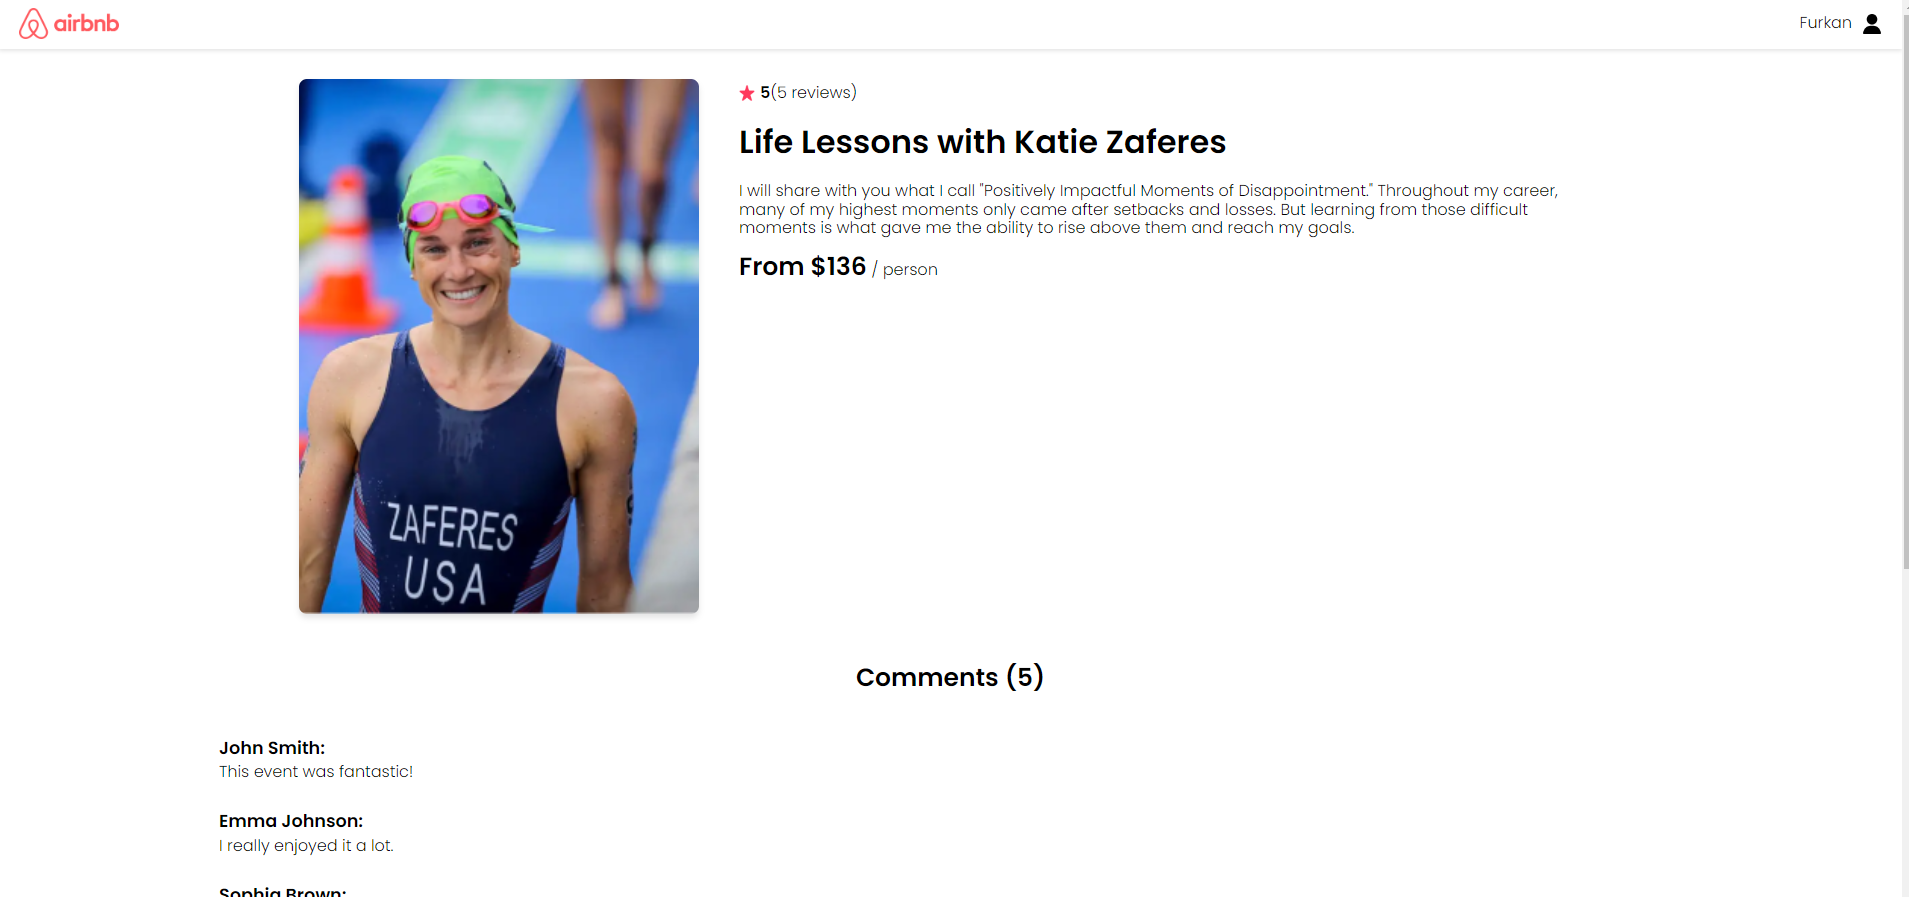 airbnb
Furkan
5(5 reviews)
Life Lessons with Katie Zaferes
I will share with you what I call "Positively Impactful Moments of Disappointment." Throughout my career,
many of my highest moments only came after setbacks and losses. But learning from those difficult
moments is what gave me the ability to rise above them and reach my goals.
From $136 / person
ZAFERES
USA
Comments (5)
John Smith:
This event was fantastic!
Emma Johnson:
I really enjoyed it a lot.
Sophia Brown: